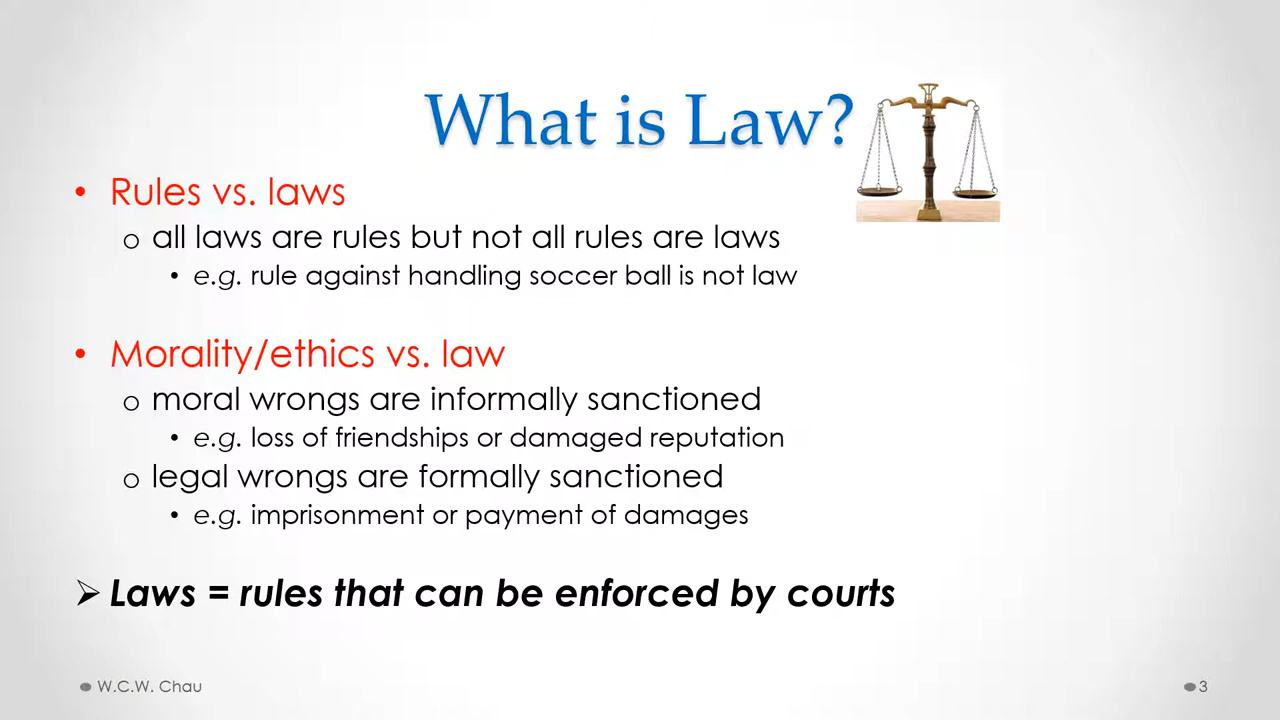 What is Law?
• Rules vs. laws
o all laws are rules but not all rules are laws
• e.g. rule against handling soccer ball is not law
• Morality/ethics vs. law
o moral wrongs are informally sanctioned
• e.g. loss of friendships or damaged reputation
o legal wrongs are formally sanctioned
• e.g. imprisonment or payment of damages
➢ Laws = rules that can be enforced by courts
W.C.W. Chau
3